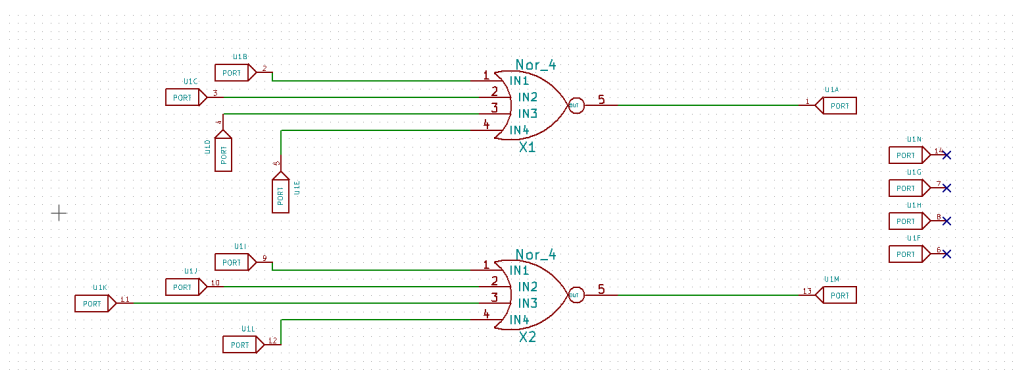 U1B
PORT 2
U1C
PORT 3
4
U1D
PORT
5
U1E
PORT
Nor_4
1 IN1
2 IN2
3 IN3
4 IN4
OUT 5
X1
U1A
1 PORT
U1N
PORT 14
U1G
PORT 7
U1H
PORT 8
U1F
PORT 6
U1I
PORT 9
U1J
PORT 10
U1K
PORT 11
U1L
PORT 12
Nor_4
1 IN1
2 IN2
3 IN3
4 IN4
OUT 5
X2
U1M
13 PORT